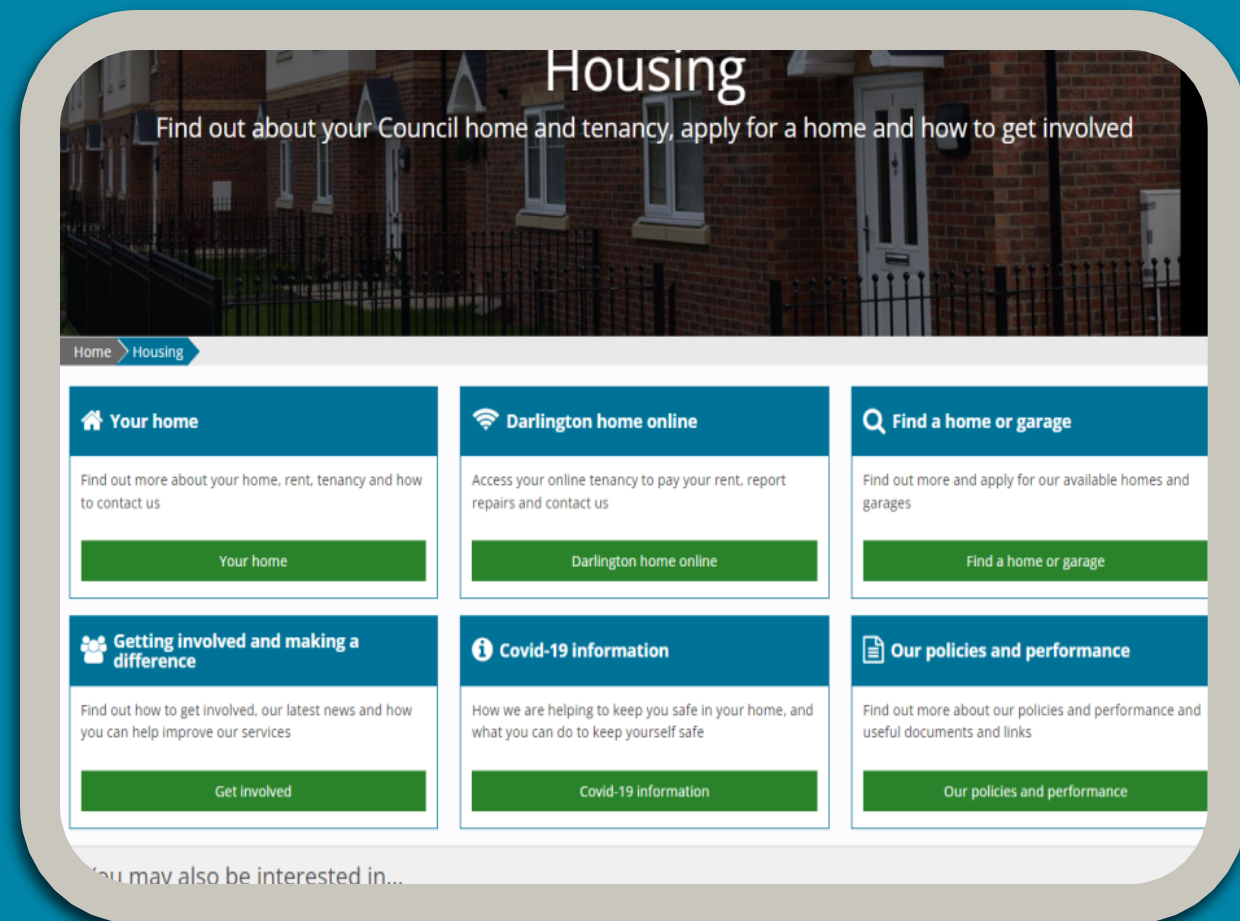 Housing
Find out about your Council home and tenancy, apply for a home and how to get involved
Home Housing
Your home
Find out more about your home, rent, tenancy and how
to contact us
Your home
Darlington home online
Access your online tenancy to pay your rent, report
repairs and contact us
Darlington home online
Find a home or garage
Find out more and apply for our available homes and
garages
Find a home or garage
Getting involved and making a
difference
Find out how to get involved, our latest news and how
you can help improve our services
Get involved
Covid-19 information
How we are helping to keep you safe in your home, and
what you can do to keep yourself safe
Covid-19 information
Our policies and performance
Find out more about our policies and performance and
useful documents and links
Our policies and performance
You may also be interested in...